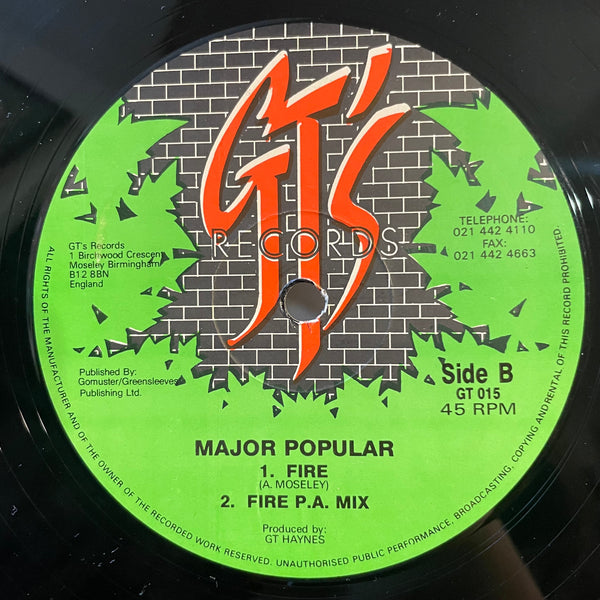 GT's
RECORDS
TELEPHONE:
021 442 4110
FAX:
021 442 4663
GT's Records
1 Birchwood Crescent
Moseley Birmingham
B12 8BN
England
Published By:
Gomuster/Greensleeves
Publishing Ltd.
Side B
GT 015
45 RPM
MAJOR POPULAR
1. FIRE
(A. MOSELEY)
2. FIRE P.A. MIX
Produced by:
GT HAYNES
ALL RIGHTS OF THE MANUFACTURER AND OF THE OWNER OF THE RECORDED WORK RESERVED. UNAUTHORISED PUBLIC PERFORMANCE, BROADCASTING, COPYING AND RENTAL OF THIS RECORD PROHIBITED.